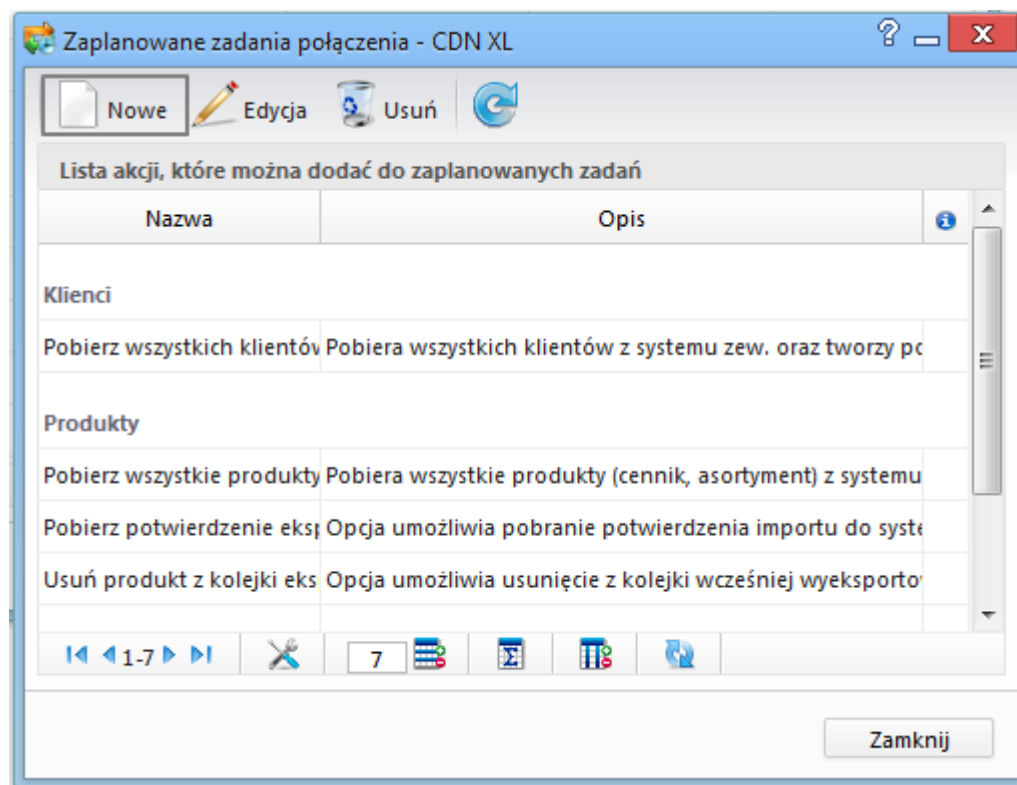 Zaplanowane zadania połączenia - CDN XL
Nowe Edycja Usuń
Lista akcji, które można dodać do zaplanowanych zadań
Nazwa Opis
Klienci
Pobierz wszystkich klientów Pobiera wszystkich klientów z systemu zew. oraz tworzy po
Produkty
Pobierz wszystkie produkty Pobiera wszystkie produkty (cennik, asortyment) z systemu
Pobierz potwierdzenie eksp Opcja umożliwia pobranie potwierdzenia importu do syste
Usuń produkt z kolejki eks Opcja umożliwia usunięcie z kolejki wcześniej wyeksporto
1-7 7
Zamknij